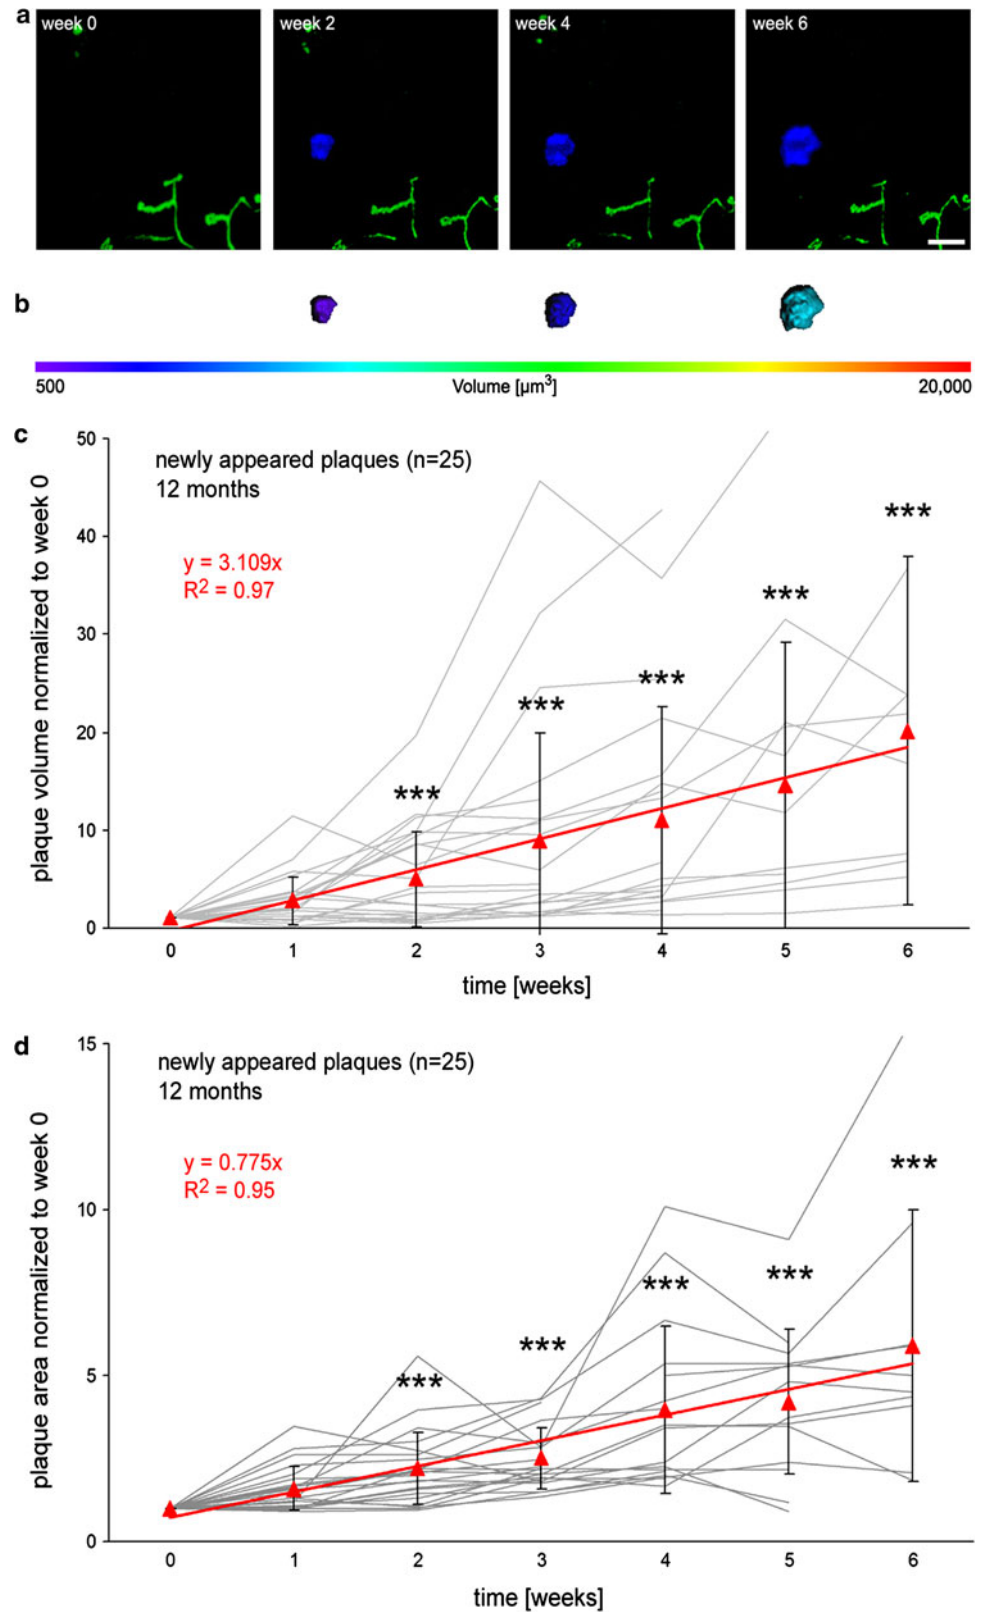 a
week 0
week 2
week 4
week 6
b
500
Volume [µm³]
20,000
c
plaque volume normalized to week 0
50
40
30
20
10
0
newly appeared plaques (n=25)
12 months
y = 3.109x
R² = 0.97
***
***
***
***
***
0 1 2 3 4 5 6
time [weeks]
d
plaque area normalized to week 0
15
10
5
0
newly appeared plaques (n=25)
12 months
y = 0.775x
R² = 0.95
***
***
***
***
***
0 1 2 3 4 5 6
time [weeks]